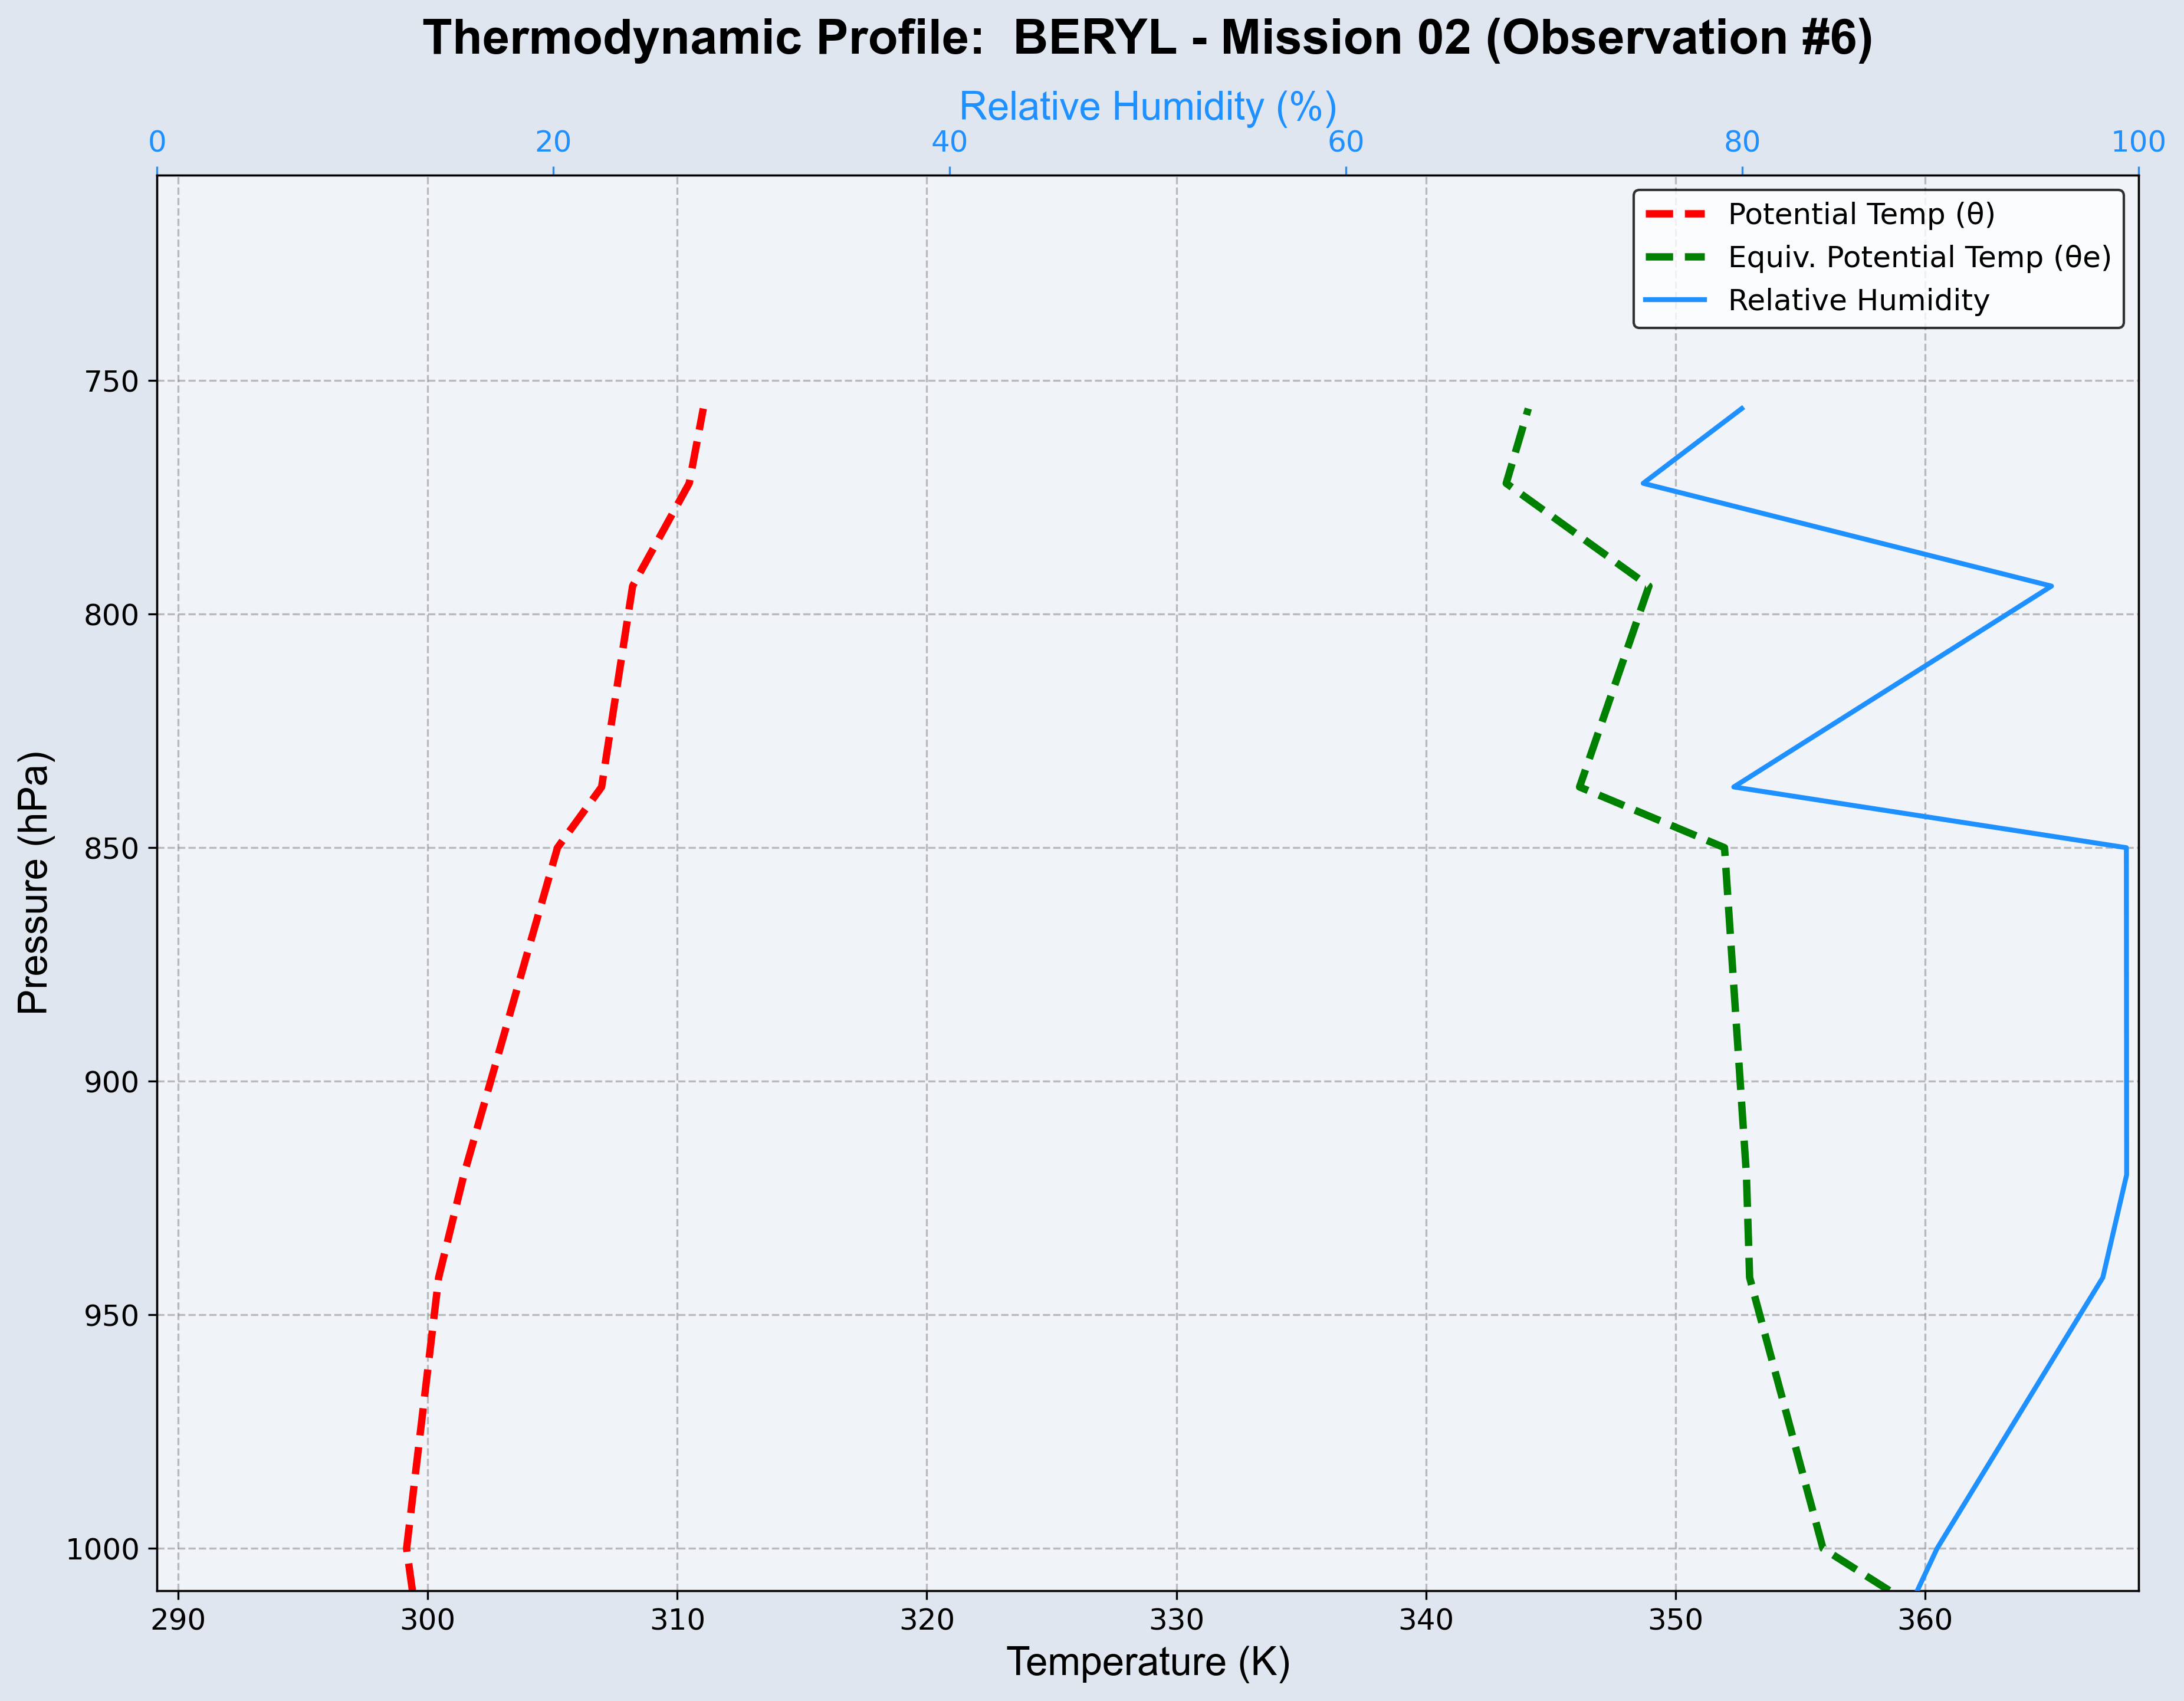 Thermodynamic Profile:  BERYL - Mission 02 (Observation #6)
Relative Humidity (%)
0 20 40 60 80 100
Potential Temp (θ)
Equiv. Potential Temp (θe)
Relative Humidity
750
800
850
900
950
1000
Pressure (hPa)
290 300 310 320 330 340 350 360
Temperature (K)